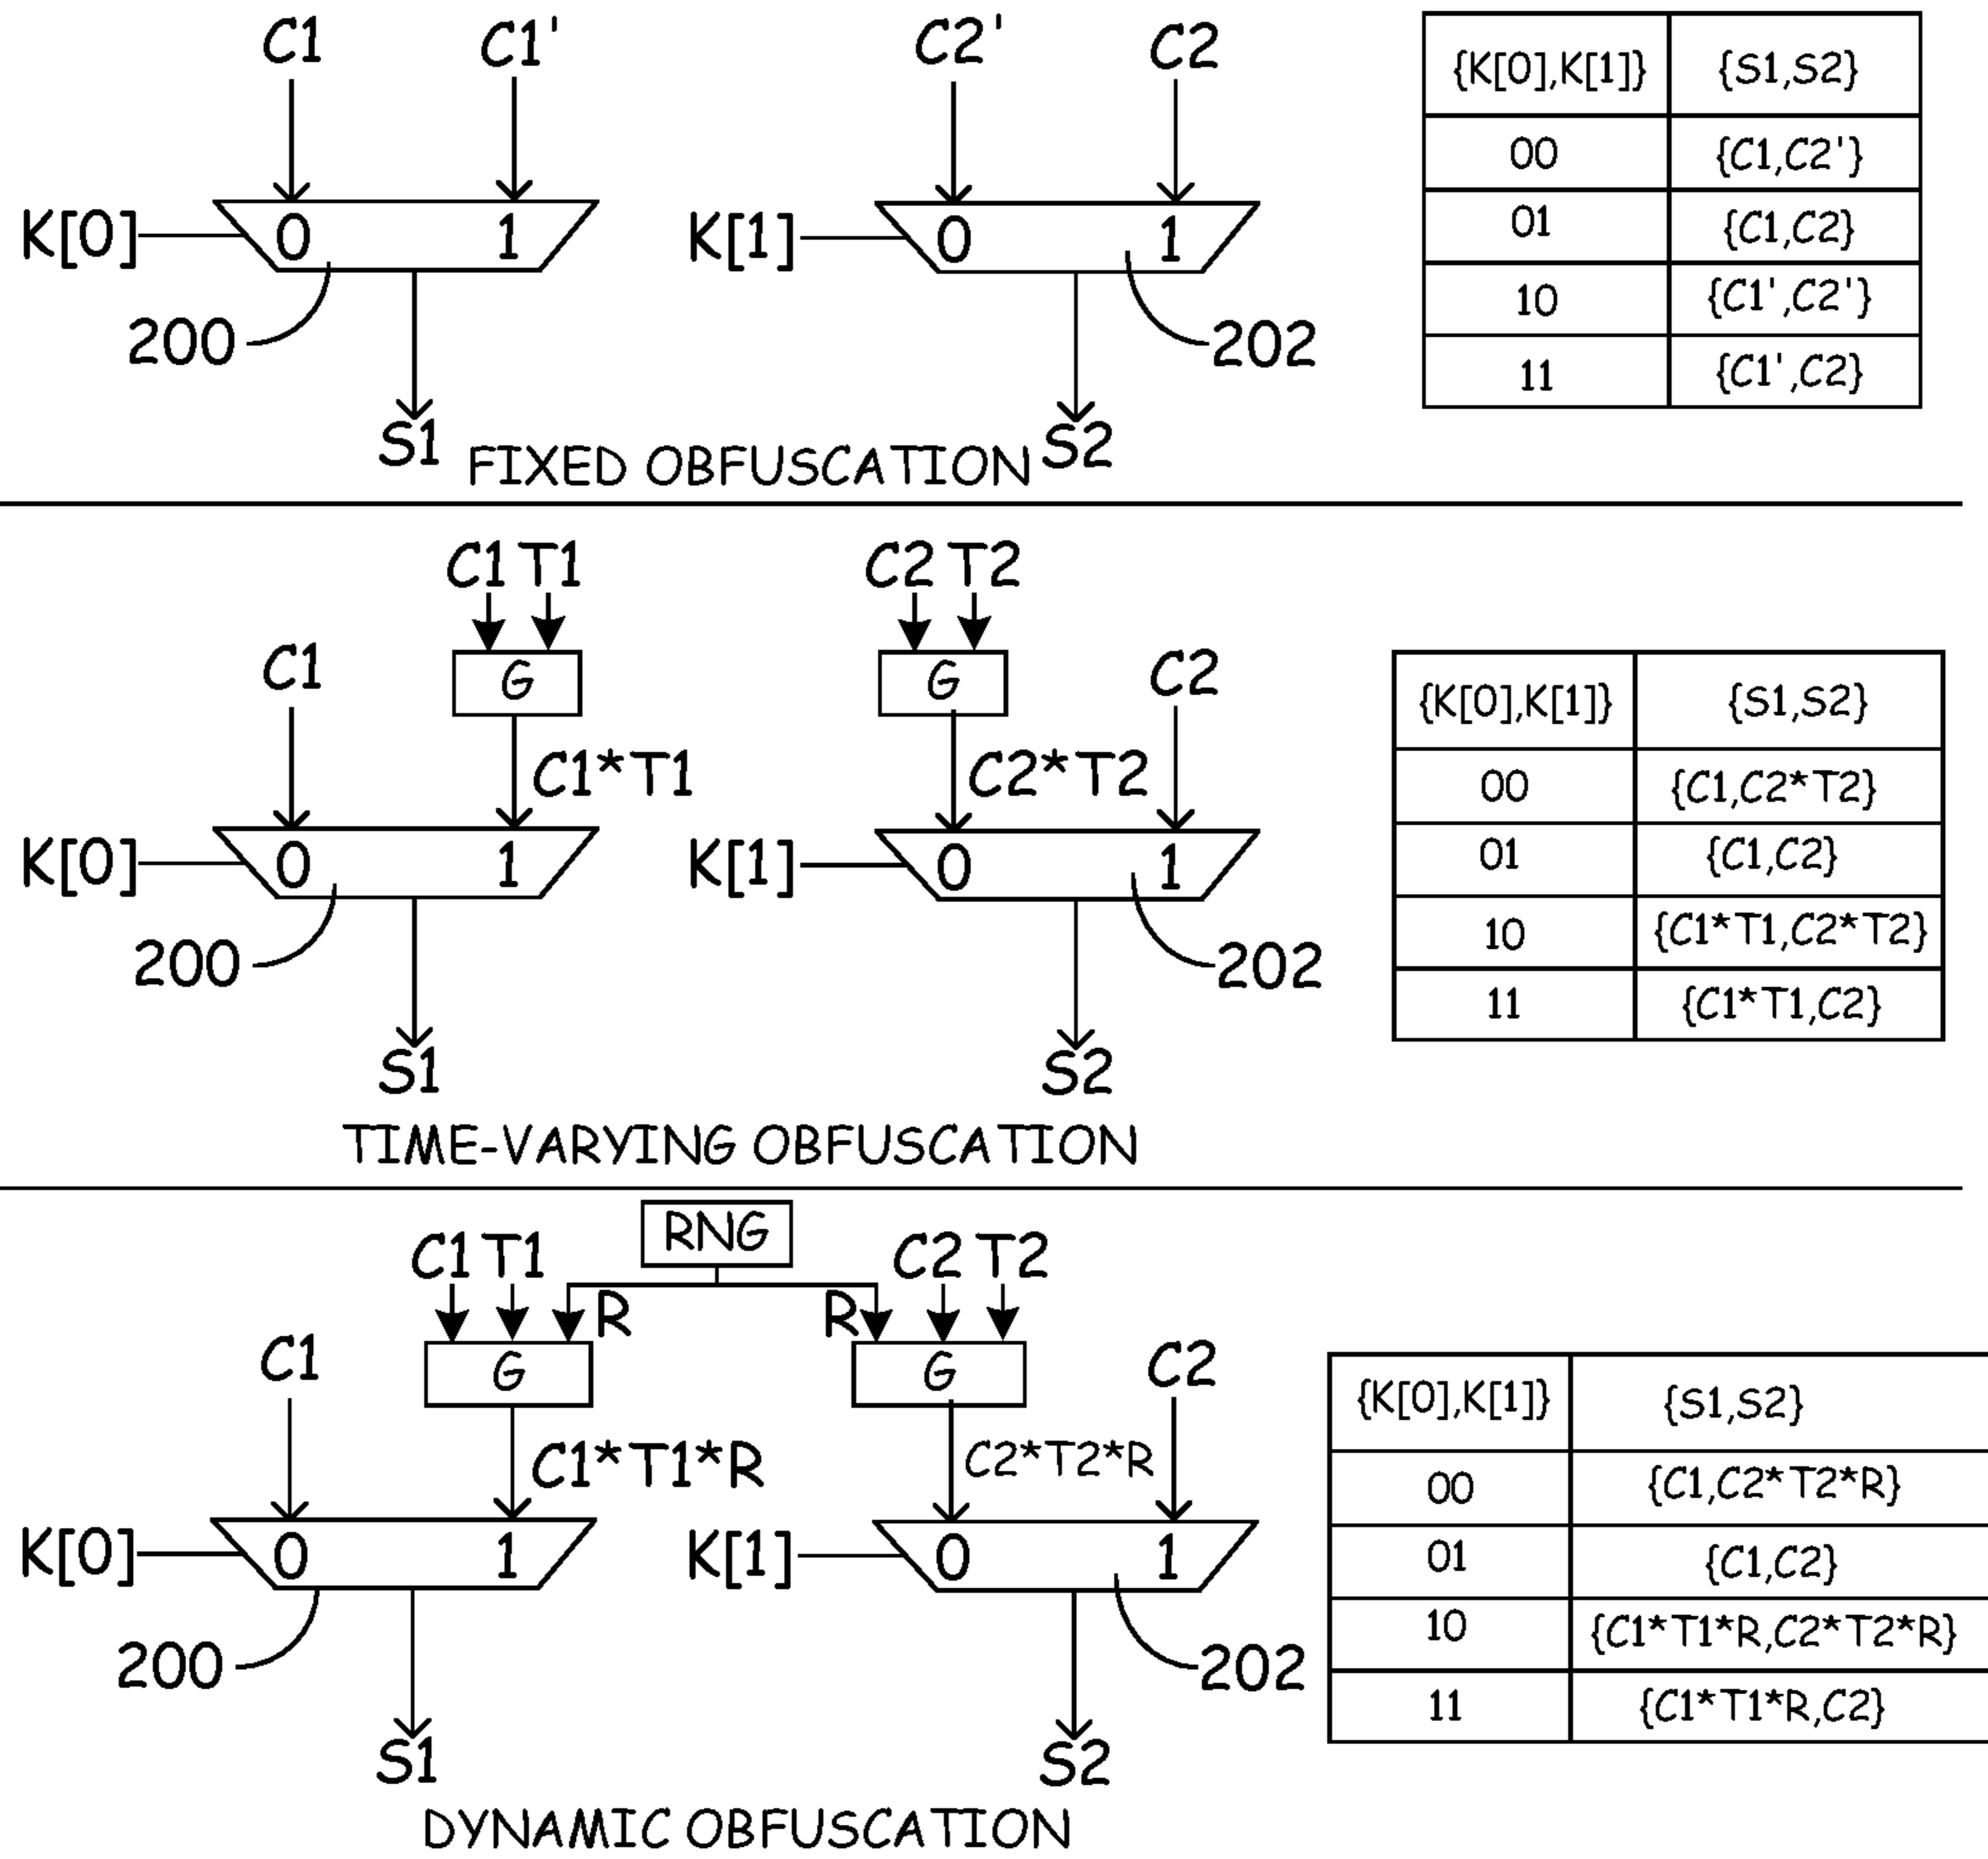 C1 C1' C2' C2
K[0] 0 1 K[1] 0 1
200 202
S1 S2
FIXED OBFUSCATION
{K[0],K[1]} {S1,S2}
00 {C1,C2'}
01 {C1,C2}
10 {C1',C2'}
11 {C1',C2}
C1 T1 C2 T2
C1 G G C2
C1*T1 C2*T2
K[0] 0 1 K[1] 0 1
200 202
S1 S2
TIME-VARYING OBFUSCATION
{K[0],K[1]} {S1,S2}
00 {C1,C2*T2}
01 {C1,C2}
10 {C1*T1,C2*T2}
11 {C1*T1,C2}
RNG
C1 T1 R R C2 T2
C1 G G C2
C1*T1*R C2*T2*R
K[0] 0 1 K[1] 0 1
200 202
S1 S2
DYNAMIC OBFUSCATION
{K[0],K[1]} {S1,S2}
00 {C1,C2*T2*R}
01 {C1,C2}
10 {C1*T1*R,C2*T2*R}
11 {C1*T1*R,C2}